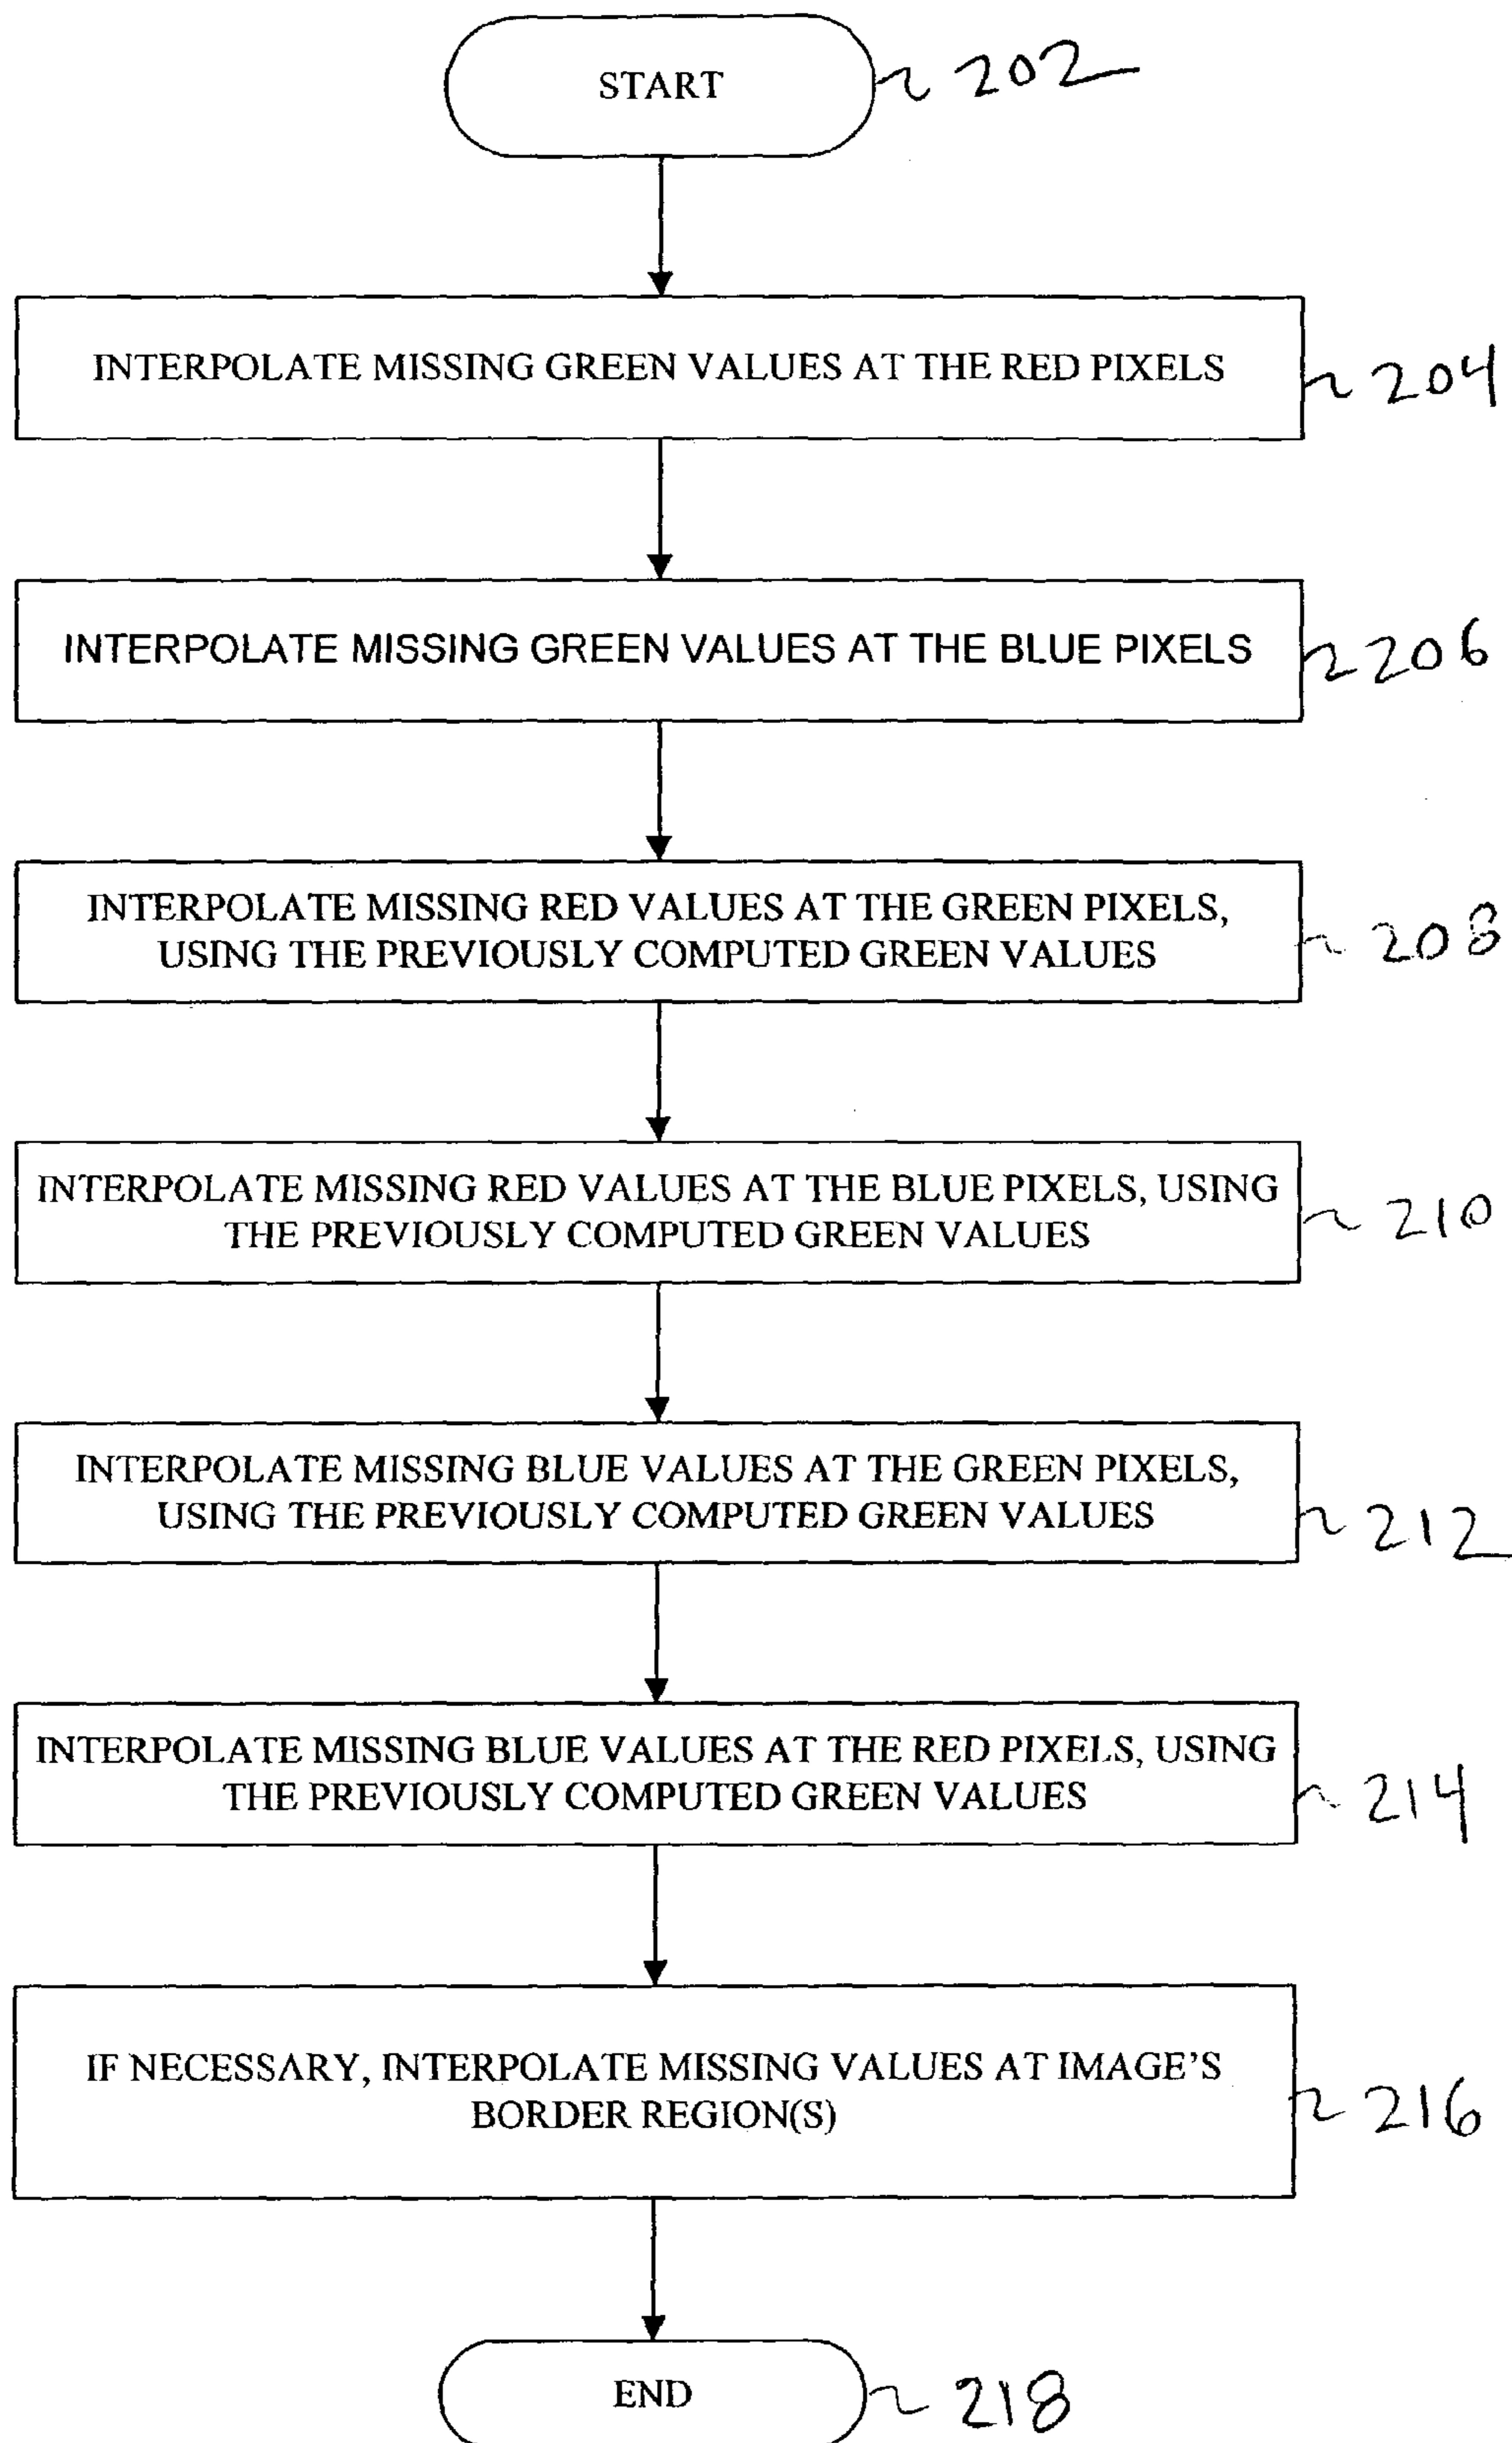 START
202
INTERPOLATE MISSING GREEN VALUES AT THE RED PIXELS
204
INTERPOLATE MISSING GREEN VALUES AT THE BLUE PIXELS
206
INTERPOLATE MISSING RED VALUES AT THE GREEN PIXELS,
USING THE PREVIOUSLY COMPUTED GREEN VALUES
208
INTERPOLATE MISSING RED VALUES AT THE BLUE PIXELS, USING
THE PREVIOUSLY COMPUTED GREEN VALUES
210
INTERPOLATE MISSING BLUE VALUES AT THE GREEN PIXELS,
USING THE PREVIOUSLY COMPUTED GREEN VALUES
212
INTERPOLATE MISSING BLUE VALUES AT THE RED PIXELS, USING
THE PREVIOUSLY COMPUTED GREEN VALUES
214
IF NECESSARY, INTERPOLATE MISSING VALUES AT IMAGE'S
BORDER REGION(S)
216
END
218